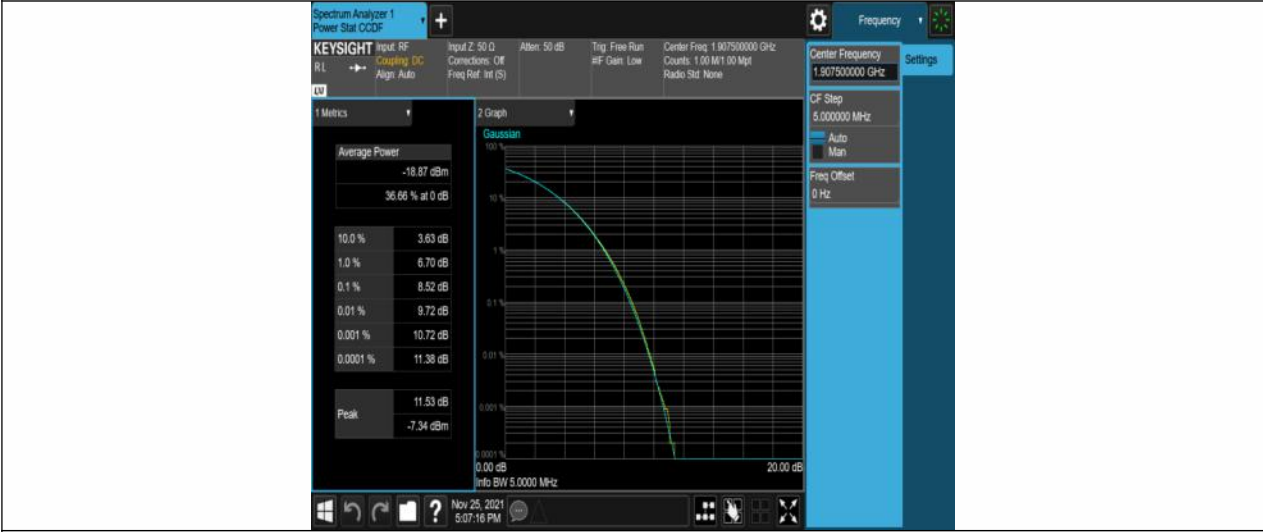 Spectrum Analyzer 1
Power Stat CCDF
+
Frequency
KEYSIGHT
Input: RF
Input Z: 50 Ω
Atten: 50 dB
Trig: Free Run
Center Freq: 1.907500000 GHz
RL
Coupling: DC
Corrections: Off
#IF Gain: Low
Counts: 1.00 M/1.00 Mpt
Align: Auto
Freq Ref: Int (S)
Radio Std: None
LXI
Center Frequency
1.907500000 GHz
Settings
CF Step
5.000000 MHz
Auto
Man
Freq Offset
0 Hz
1 Metrics
2 Graph
Average Power
-18.87 dBm
36.66 % at 0 dB
10.0 % 3.63 dB
1.0 % 6.70 dB
0.1 % 8.52 dB
0.01 % 9.72 dB
0.001 % 10.72 dB
0.0001 % 11.38 dB
Peak
11.53 dB
-7.34 dBm
Gaussian
100 %
10 %
1 %
0.1 %
0.01 %
0.001 %
0.0001 %
0.00 dB
20.00 dB
Info BW 5.0000 MHz
?
Nov 25, 2021
5:07:16 PM